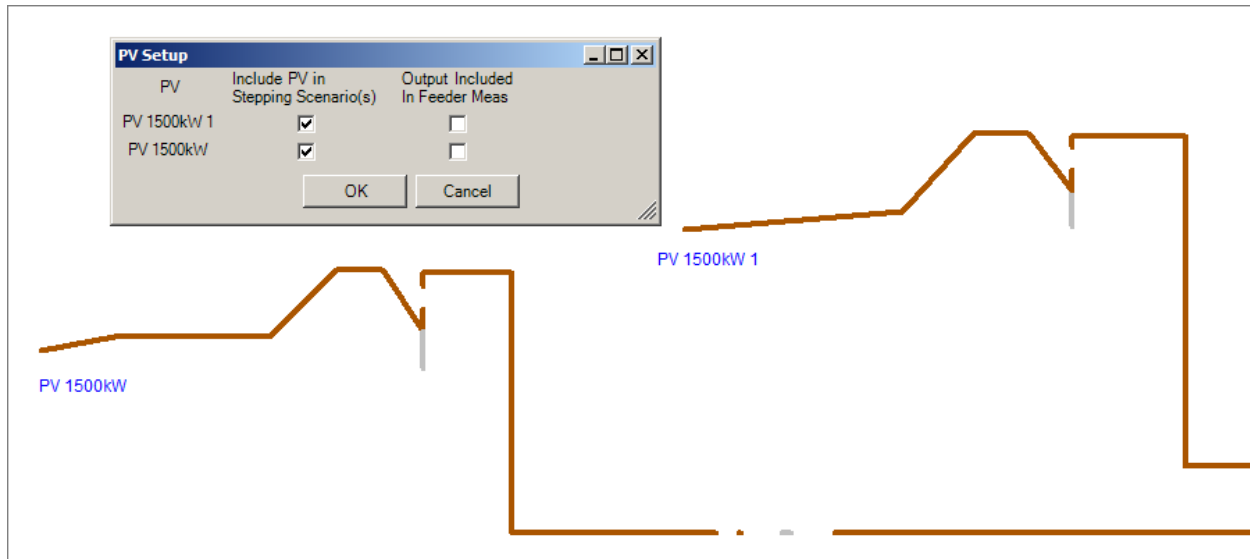 PV Setup
PV
Include PV in
Stepping Scenario(s)
Output Included
In Feeder Meas
PV 1500kW 1
PV 1500kW
OK
Cancel
PV 1500kW 1
PV 1500kW